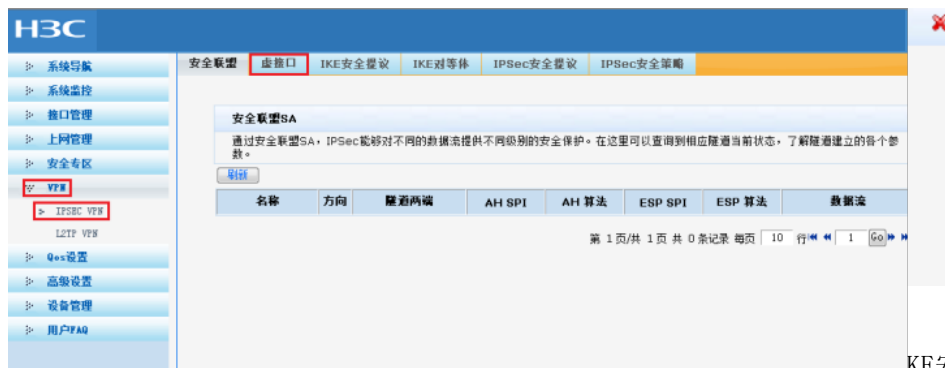 H3C
系统导航
系统监控
接口管理
上网管理
安全专区
VPN
IPSEC VPN
L2TP VPN
Qos设置
高级设置
设备管理
用户FAQ
安全联盟 虚接口 IKE安全提议 IKE对等体 IPSec安全提议 IPSec安全策略
安全联盟SA
通过安全联盟SA，IPSec能够对不同的数据流提供不同级别的安全保护。在这里可以查询到相应隧道当前状态，了解隧道建立的各个参
数。
刷新
名称 方向 隧道两端 AH SPI AH 算法 ESP SPI ESP 算法 数据流
第 1 页/共 1 页 共 0 条记录 每页 10 行 1 Go